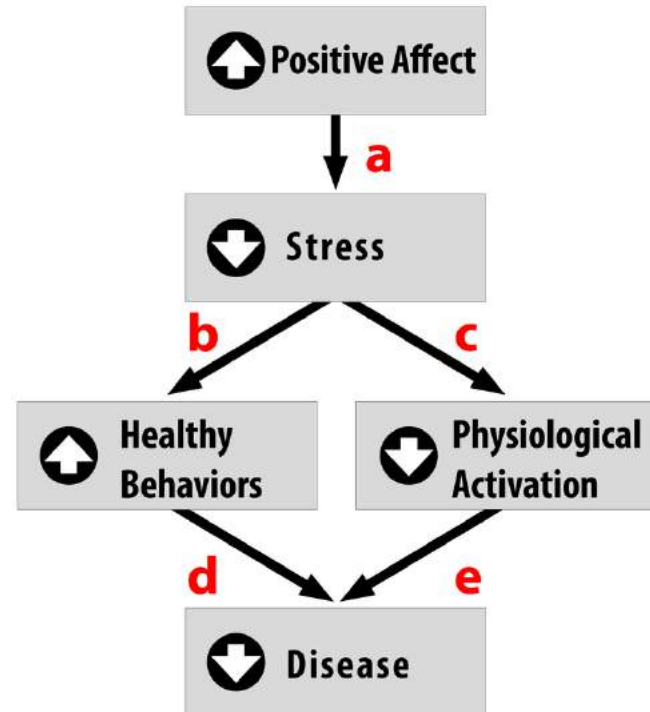 Positive Affect
a
Stress
b
c
Healthy
Behaviors
Physiological
Activation
d
e
Disease